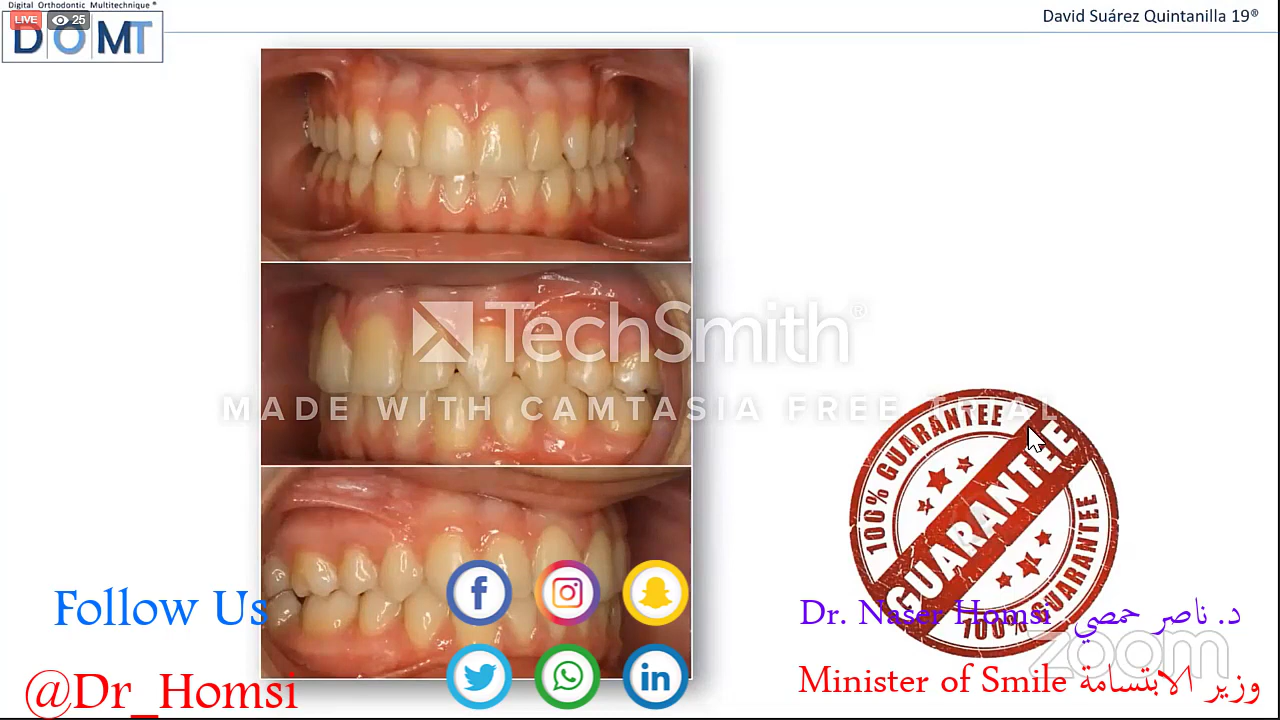 Digital Orthodontic Multitechnique®
LIVE 25
DOMT
David Suárez Quintanilla 19®
TechSmith®
MADE WITH CAMTASIA FREE TRIAL
100% GUARANTEE
GUARANTEE
GUARANTEE
100%
Follow Us
@Dr_Homsi
Dr. Naser Homsi د. ناصر حمصي
zoom
Minister of Smile وزير الابتسامة